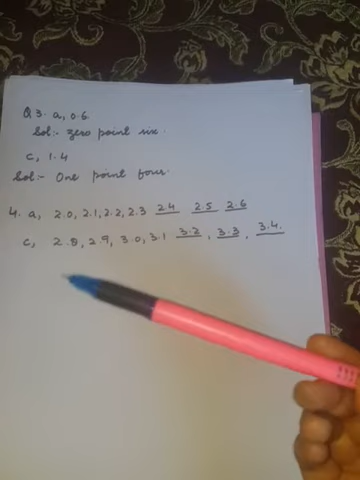 Q3. a, 0.6
Sol:- zero point six.
c, 1.4
Sol:- One point four.
4. a, 2.0, 2.1, 2.2, 2.3 2.4 2.5 2.6
c, 2.8, 2.9, 3.0, 3.1 3.2, 3.3, 3.4.